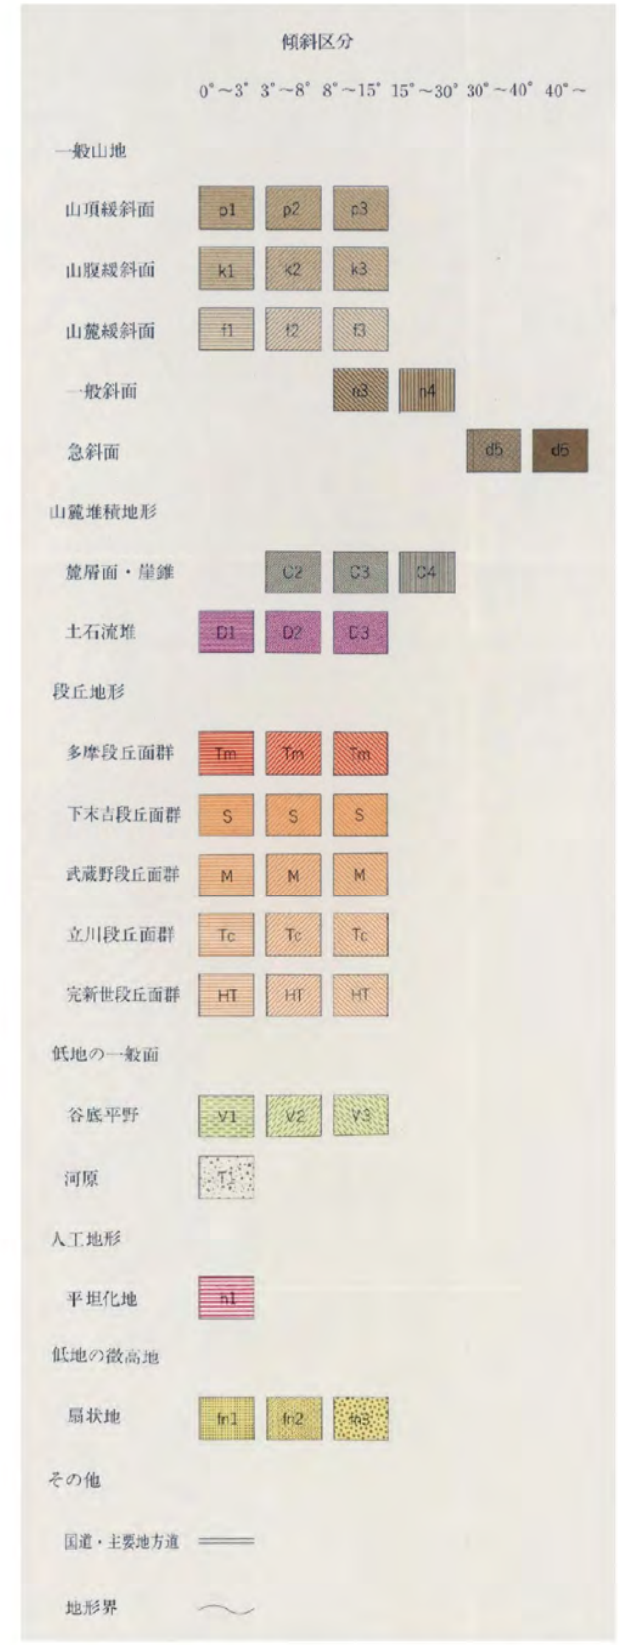 傾斜区分
0°～3° 3°～8° 8°～15° 15°～30° 30°～40° 40°～
一般山地
山頂緩斜面 p1 p2 p3
山腹緩斜面 k1 k2 k3
山麓緩斜面 f1 f2 f3
一般斜面 n3 n4
急斜面 d5 d6
山麓堆積地形
麓屑面・崖錐 C2 C3 C4
土石流堆 D1 D2 D3
段丘地形
多摩段丘面群 Tm Tm Tm
下末吉段丘面群 S S S
武蔵野段丘面群 M M M
立川段丘面群 Tc Tc Tc
完新世段丘面群 HT HT HT
低地の一般面
谷底平野 V1 V2 V3
河原
人工地形
平坦化地
低地の微高地
扇状地 fn1 fn2 fn3
その他
国道・主要地方道
地形界